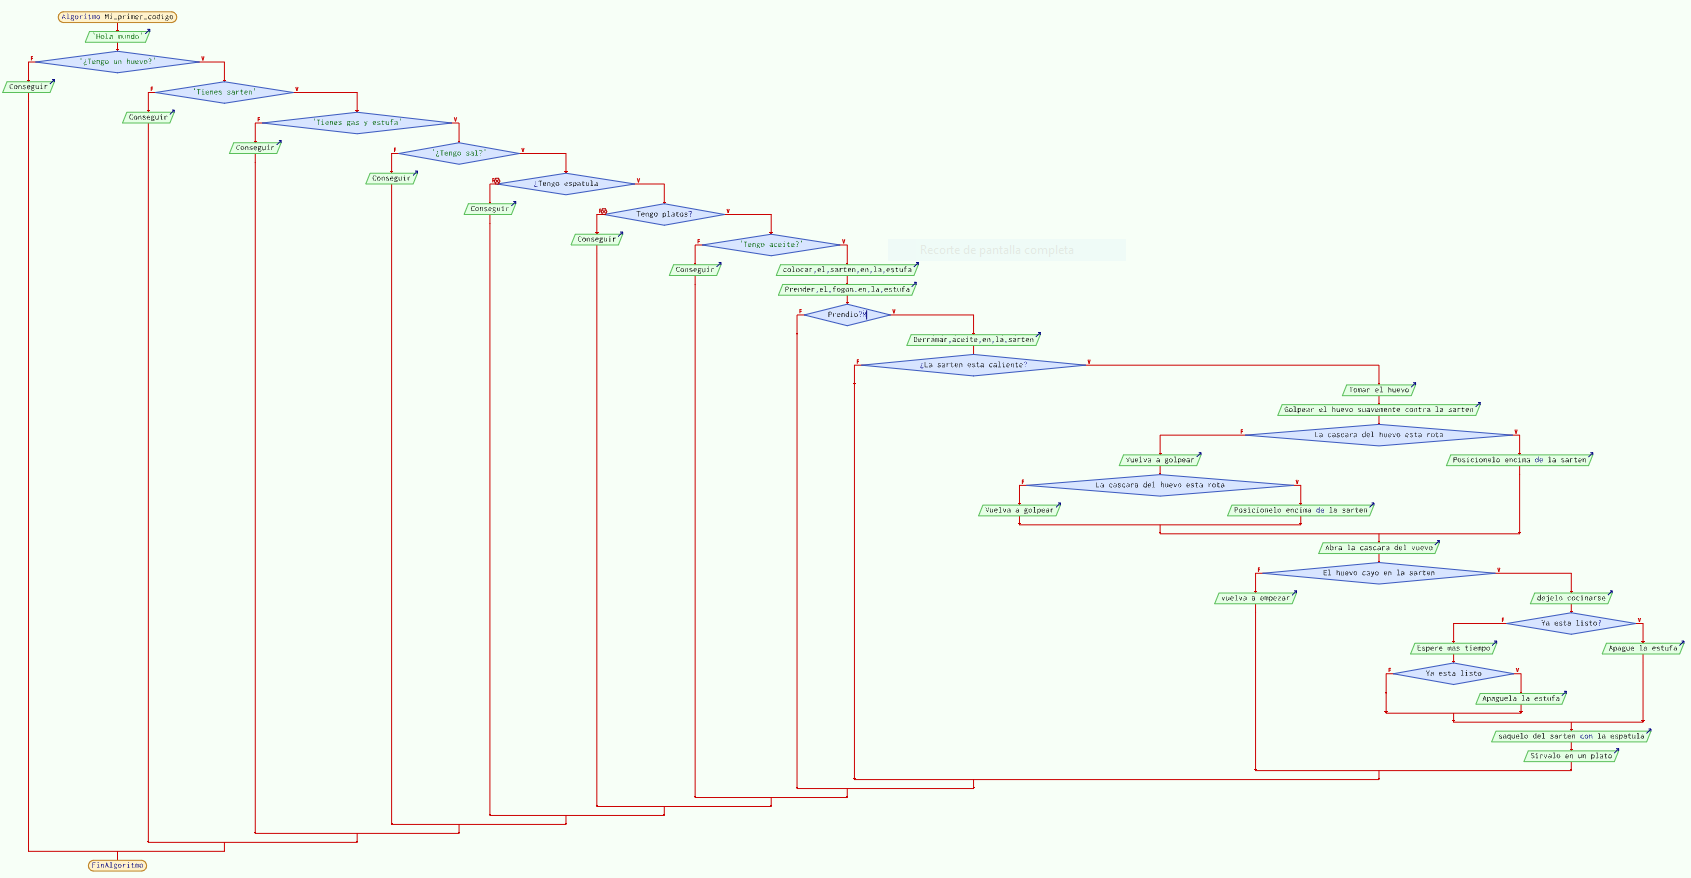 Algoritmo Mi_primer_codigo
'Hola mundo'
F
'¿Tengo un huevo?'
V
Conseguir
F
'Tienes sarten'
V
Conseguir
F
'Tienes gas y estufa'
V
Conseguir
F
'¿Tengo sal?'
V
Conseguir
¿Tengo espatula
V
Conseguir
Tengo platos?
V
Conseguir
F
'Tengo aceite?'
V
Recorte de pantalla completa
Conseguir
colocar,el,sarten,en,la,estufa
Prender,el,fogon,en,la,estufa
F
Prendio?
V
Derramar,aceite,en,la,sarten
F
¿La sarten esta caliente?
V
Tomar el huevo
Golpear el huevo suavemente contra la sarten
F
La cascara del huevo esta rota
V
Vuelva a golpear
Posicionelo encima de la sarten
F
La cascara del huevo esta rota
V
Vuelva a golpear
Posicionelo encima de la sarten
Abra la cascara del vuevo
F
El huevo cayo en la sarten
V
vuelva a empezar
dejelo cocinarse
F
Ya esta listo?
V
Espere mas tiempo
Apague la estufa
F
Ya esta listo
V
Apaguela la estufa
saquelo del sarten con la espatula
Sirvalo en un plato
FinAlgoritmo